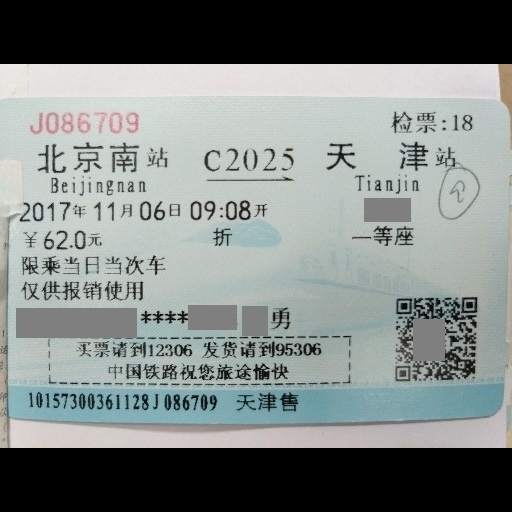 J086709 检票:18
北京南站 C2025 天津站
Beijingnan Tianjin
2017年11月06日09:08开
￥62.0元 折 一等座
限乘当日当次车
仅供报销使用
**** 勇
买票请到12306 发货请到95306
中国铁路祝您旅途愉快
10157300361128J086709 天津售